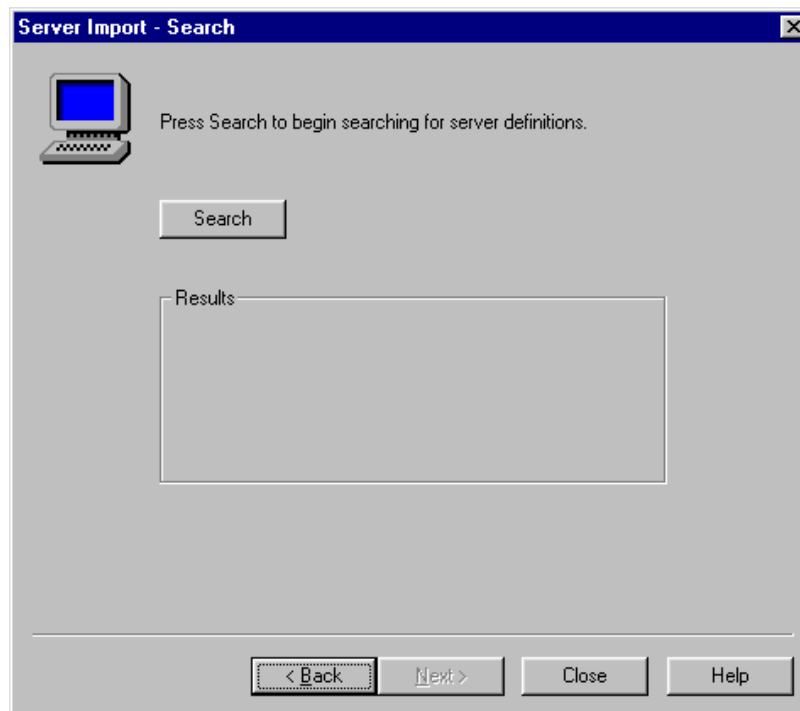 Server Import - Search
Press Search to begin searching for server definitions.
Search
Results
< Back Next > Close Help